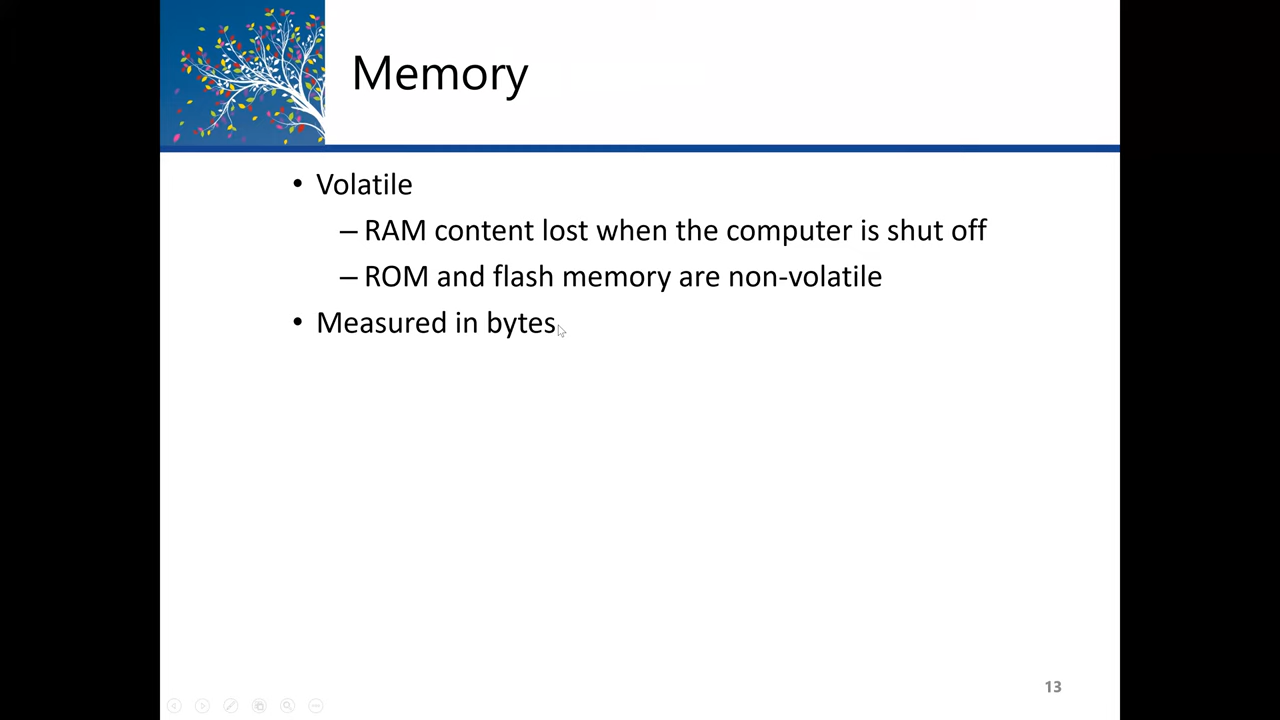 Memory
• Volatile
– RAM content lost when the computer is shut off
– ROM and flash memory are non-volatile
• Measured in bytes
13